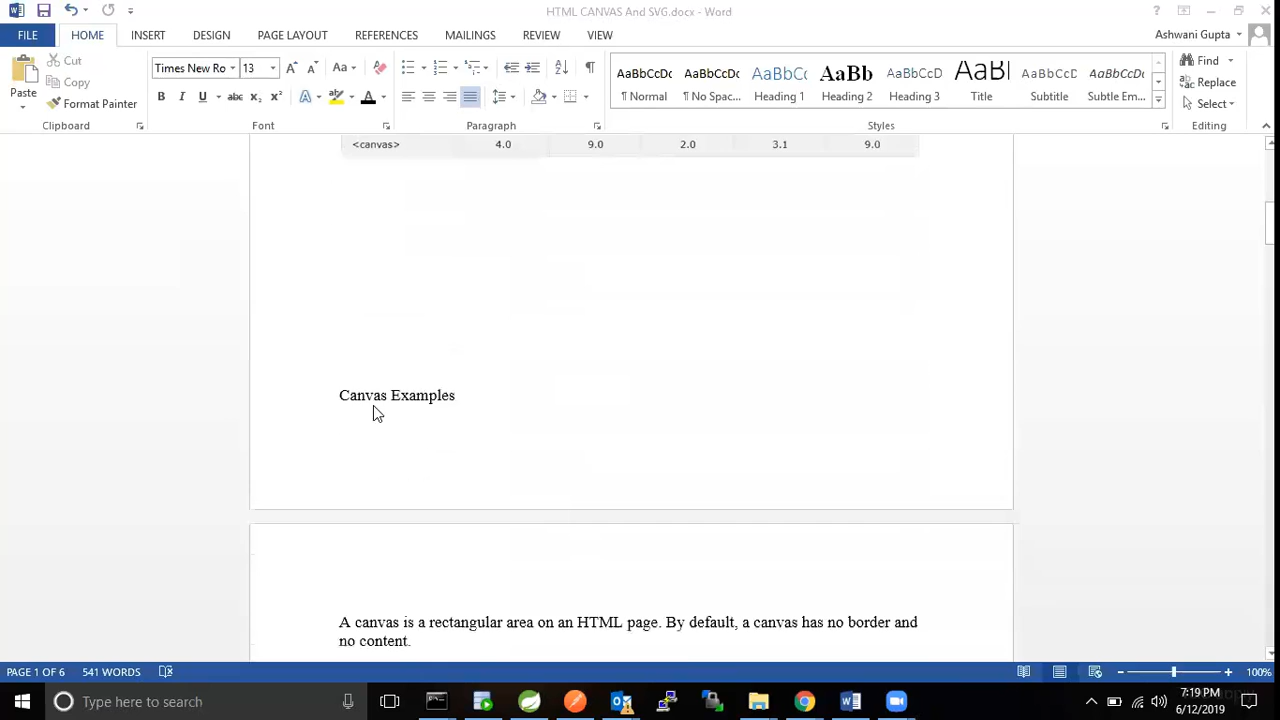 HTML CANVAS And SVG.docx - Word
FILE HOME INSERT DESIGN PAGE LAYOUT REFERENCES MAILINGS REVIEW VIEW Ashwani Gupta
Paste Cut Copy Format Painter
Clipboard
Times New Ro 13
Font
Paragraph
AaBbCcDc AaBbCcDc AaBbCc AaBb AaBbCcD AaBl AaBbCcD AaBbCcDc
¶ Normal ¶ No Spac... Heading 1 Heading 2 Heading 3 Title Subtitle Subtle Em...
Styles
Find
Replace
Select
Editing
<canvas> 4.0 9.0 2.0 3.1 9.0
Canvas Examples
A canvas is a rectangular area on an HTML page. By default, a canvas has no border and
no content.
PAGE 1 OF 6 541 WORDS 100%
Type here to search
7:19 PM
6/12/2019